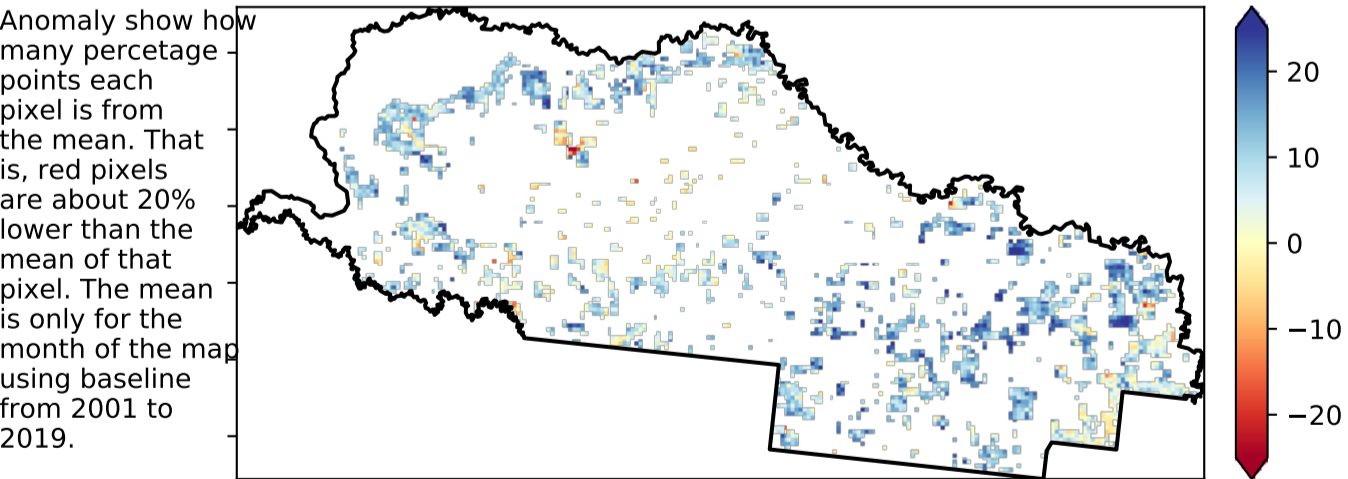 Anomaly show how
many percetage
points each
pixel is from
the mean. That
is, red pixels
are about 20%
lower than the
mean of that
pixel. The mean
is only for the
month of the map
using baseline
from 2001 to
2019.
20
10
0
−10
−20